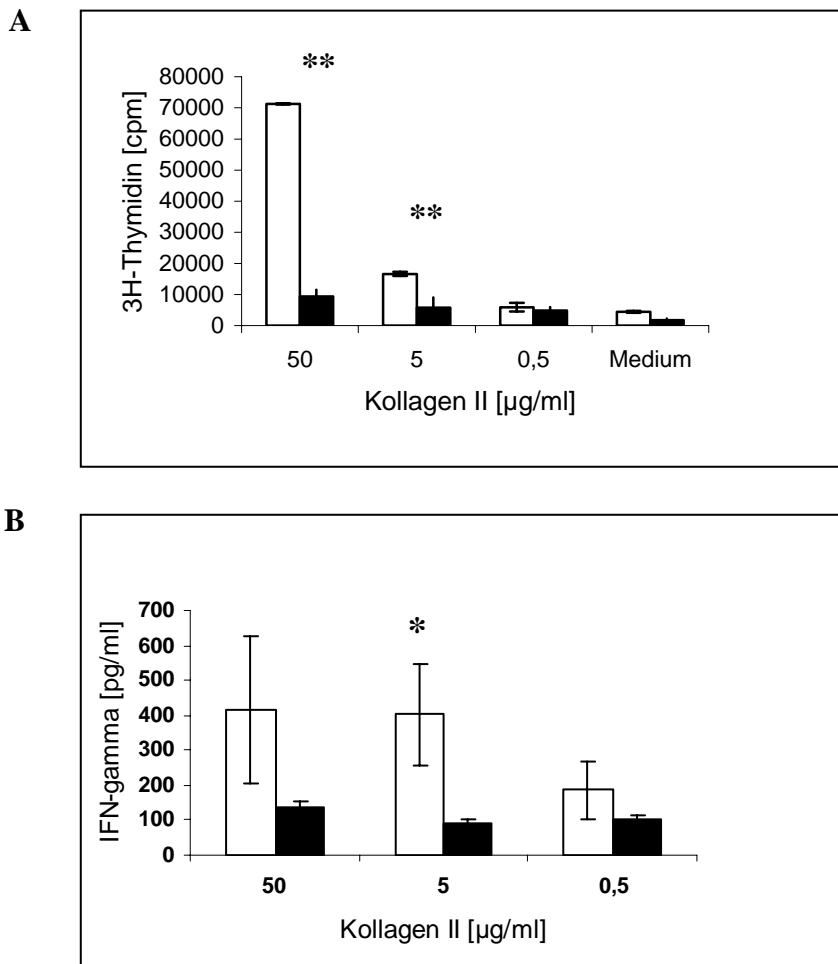 A
**
80000
70000
60000
50000
40000
30000
20000
10000
0
3H-Thymidin [cpm]
**
50 5 0,5 Medium
Kollagen II [µg/ml]
B
700
600
500
400
300
200
100
0
IFN-gamma [pg/ml]
*
50 5 0,5
Kollagen II [µg/ml]